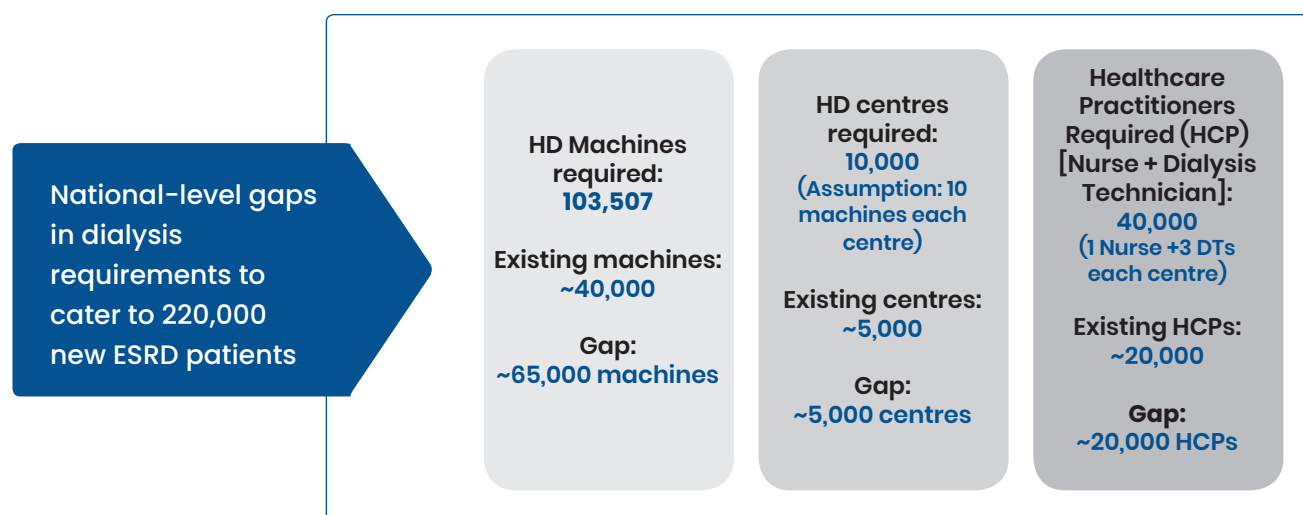 National-level gaps
in dialysis
requirements to
cater to 220,000
new ESRD patients
HD Machines
required:
103,507
Existing machines:
~40,000
Gap:
~65,000 machines
HD centres
required:
10,000
(Assumption: 10
machines each
centre)
Existing centres:
~5,000
Gap:
~5,000 centres
Healthcare
Practitioners
Required (HCP)
[Nurse + Dialysis
Technician]:
40,000
(1 Nurse +3 DTs
each centre)
Existing HCPs:
~20,000
Gap:
~20,000 HCPs